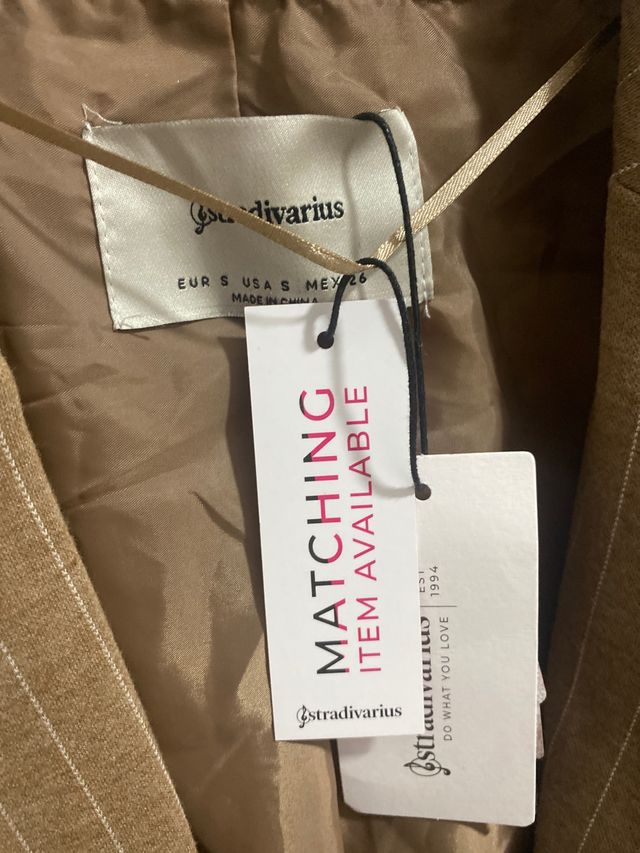 stradivarius
EUR S USA S MEX 26
MADE IN CHINA
MATCHING
ITEM AVAILABLE
stradivarius
stradivarius
EST
1994
DO WHAT YOU LOVE